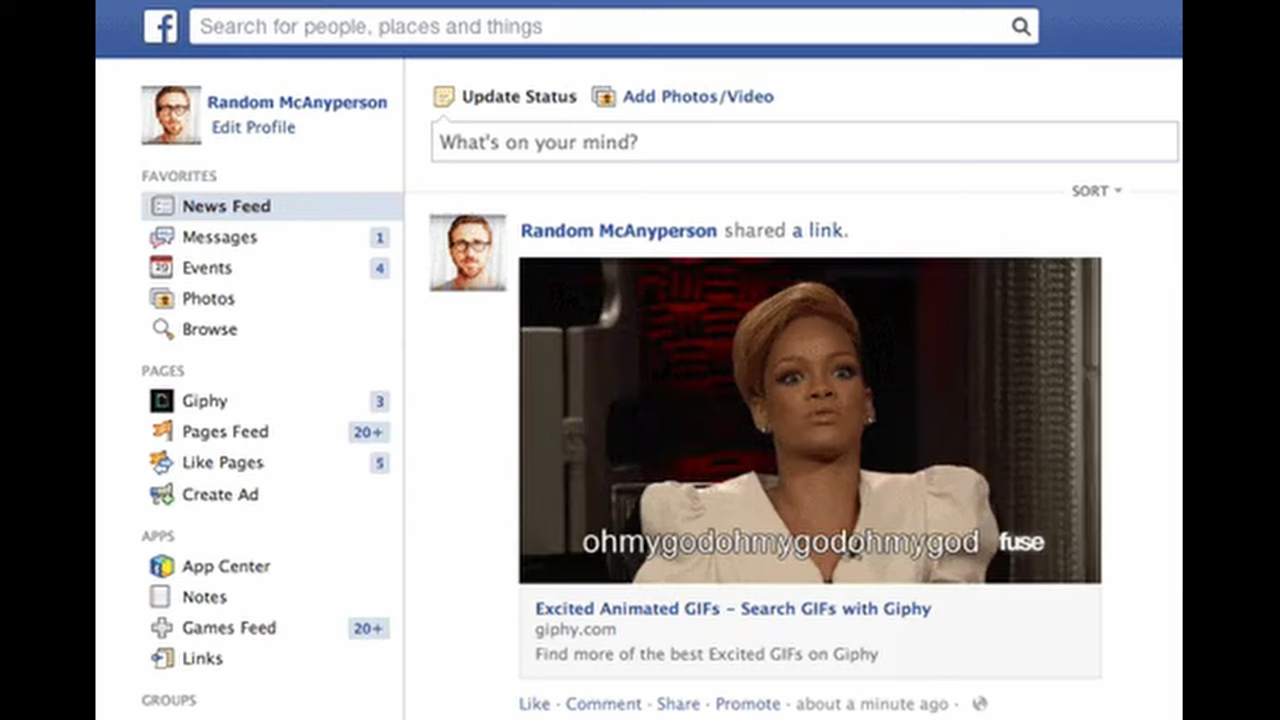 f
Search for people, places and things
Random McAnyperson
Edit Profile
FAVORITES
News Feed
Messages 1
19 Events 4
Photos
Browse
PAGES
Giphy 3
Pages Feed 20+
Like Pages 5
Create Ad
APPS
App Center
Notes
Games Feed 20+
Links
GROUPS
Update Status Add Photos/Video
What's on your mind?
SORT
Random McAnyperson shared a link.
ohmygodohmygodohmygod fuse
Excited Animated GIFs – Search GIFs with Giphy
giphy.com
Find more of the best Excited GIFs on Giphy
Like · Comment · Share · Promote · about a minute ago ·